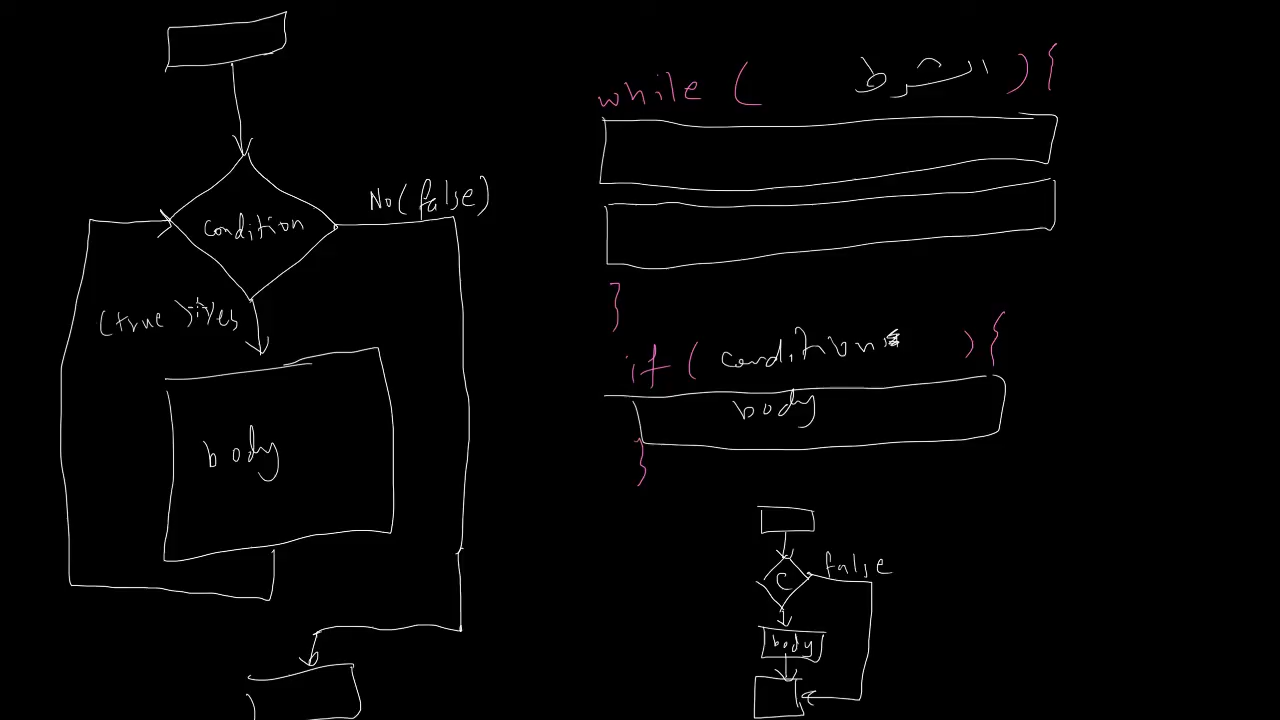 condition
No(false)
(true) yes
body
while ( الشرط ){
}
if ( condition ){
body
}
C
false
body